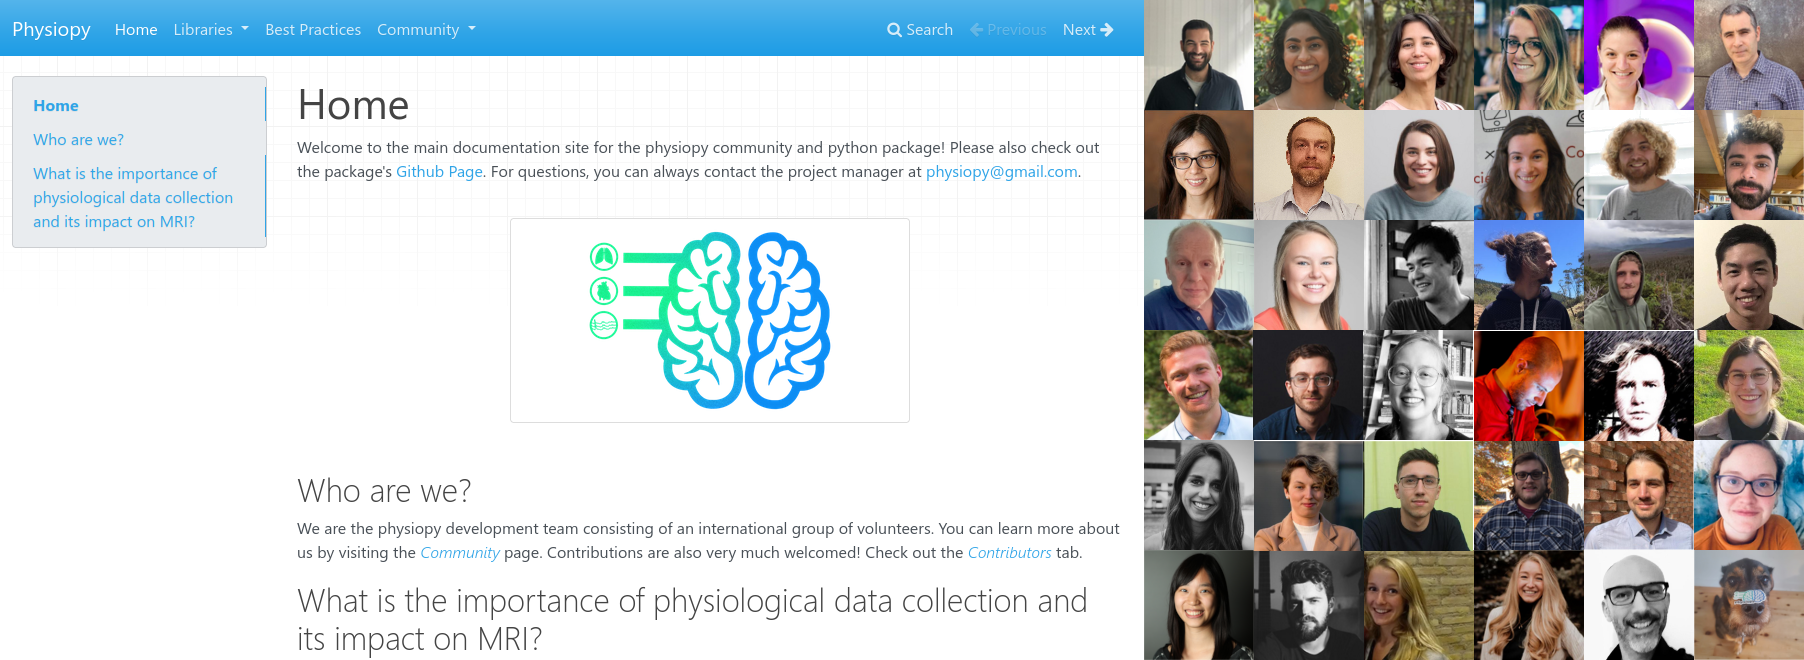 Physiopy Home Libraries Best Practices Community Search Previous Next
Home
Who are we?
What is the importance of
physiological data collection
and its impact on MRI?
Home
Welcome to the main documentation site for the physiopy community and python package! Please also check out
the package's Github Page. For questions, you can always contact the project manager at physiopy@gmail.com.
Who are we?
We are the physiopy development team consisting of an international group of volunteers. You can learn more about
us by visiting the Community page. Contributions are also very much welcomed! Check out the Contributors tab.
What is the importance of physiological data collection and
its impact on MRI?